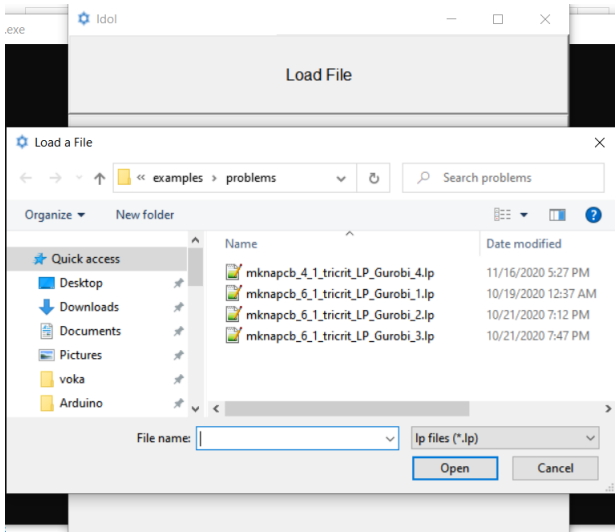 Idol
.exe
Load File
Load a File
« examples > problems
Search problems
Organize
New folder
Name
Date modified
Quick access
Desktop
Downloads
Documents
Pictures
voka
Arduino
mknapcb_4_1_tricrit_LP_Gurobi_4.lp 11/16/2020 5:27 PM
mknapcb_6_1_tricrit_LP_Gurobi_1.lp 10/19/2020 12:37 AM
mknapcb_6_1_tricrit_LP_Gurobi_2.lp 10/21/2020 7:12 PM
mknapcb_6_1_tricrit_LP_Gurobi_3.lp 10/21/2020 7:47 PM
File name:
lp files (*.lp)
Open
Cancel